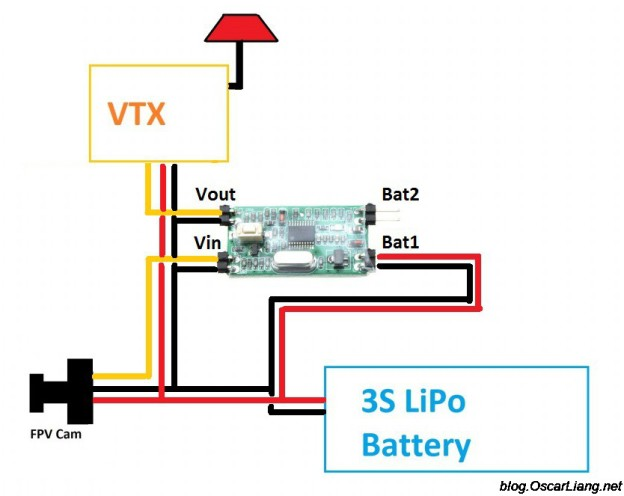 VTX
Vout
Bat2
Vin
Bat1
3S LiPo
Battery
FPV Cam
blog.OscarLiang.net